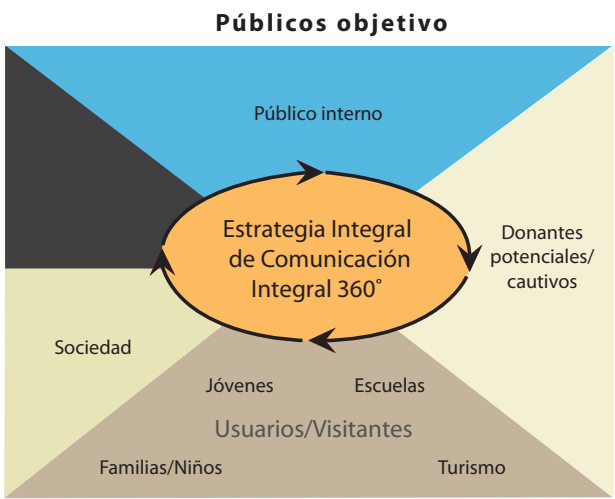 Públicos objetivo
Público interno
Estrategia Integral
de Comunicación
Integral 360°
Donantes
potenciales/
cautivos
Sociedad
Jóvenes
Escuelas
Usuarios/Visitantes
Familias/Niños
Turismo